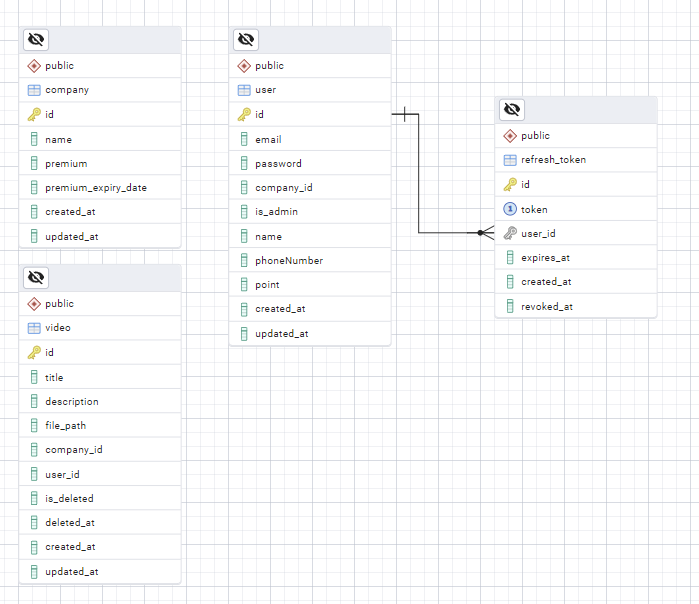 public
company
id
name
premium
premium_expiry_date
created_at
updated_at
public
video
id
title
description
file_path
company_id
user_id
is_deleted
deleted_at
created_at
updated_at
public
user
id
email
password
company_id
is_admin
name
phoneNumber
point
created_at
updated_at
public
refresh_token
id
1
token
user_id
expires_at
created_at
revoked_at